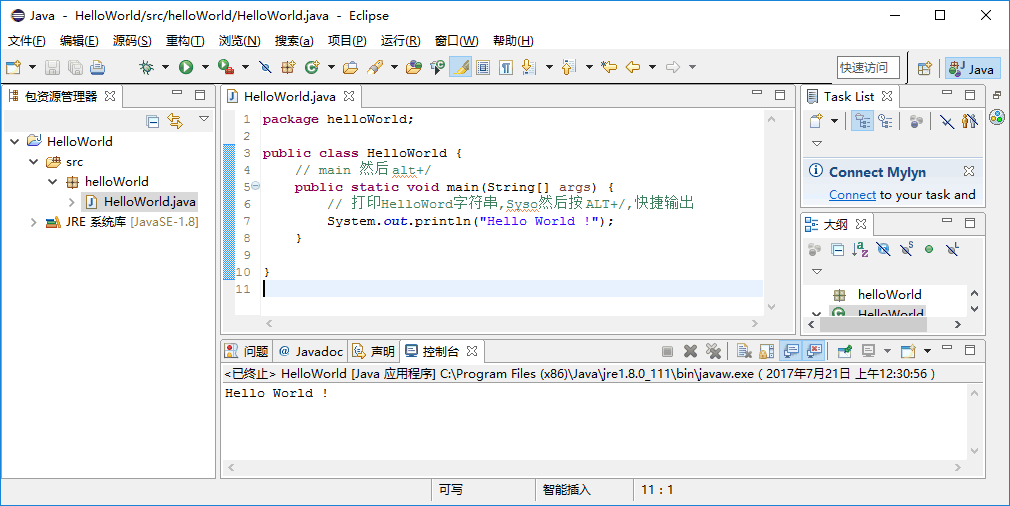 Java - HelloWorld/src/helloWorld/HelloWorld.java - Eclipse
文件(F) 编辑(E) 源码(S) 重构(T) 浏览(N) 搜索(a) 项目(P) 运行(R) 窗口(W) 帮助(H)
快速访问 Java
包资源管理器
HelloWorld
src
helloWorld
HelloWorld.java
JRE 系统库 [JavaSE-1.8]
HelloWorld.java
1 package helloWorld;
2
3 public class HelloWorld {
4 // main 然后alt+/
5 public static void main(String[] args) {
6 // 打印HelloWord字符串,Syso然后按ALT+/,快捷输出
7 System.out.println("Hello World !");
8 }
9
10 }
11
Task List
Connect Mylyn
Connect to your task and
大纲
helloWorld
HelloWorld
问题 @ Javadoc 声明 控制台
<已终止> HelloWorld [Java 应用程序] C:\Program Files (x86)\Java\jre1.8.0_111\bin\javaw.exe ( 2017年7月21日 上午12:30:56 )
Hello World !
可写 智能插入 11 : 1